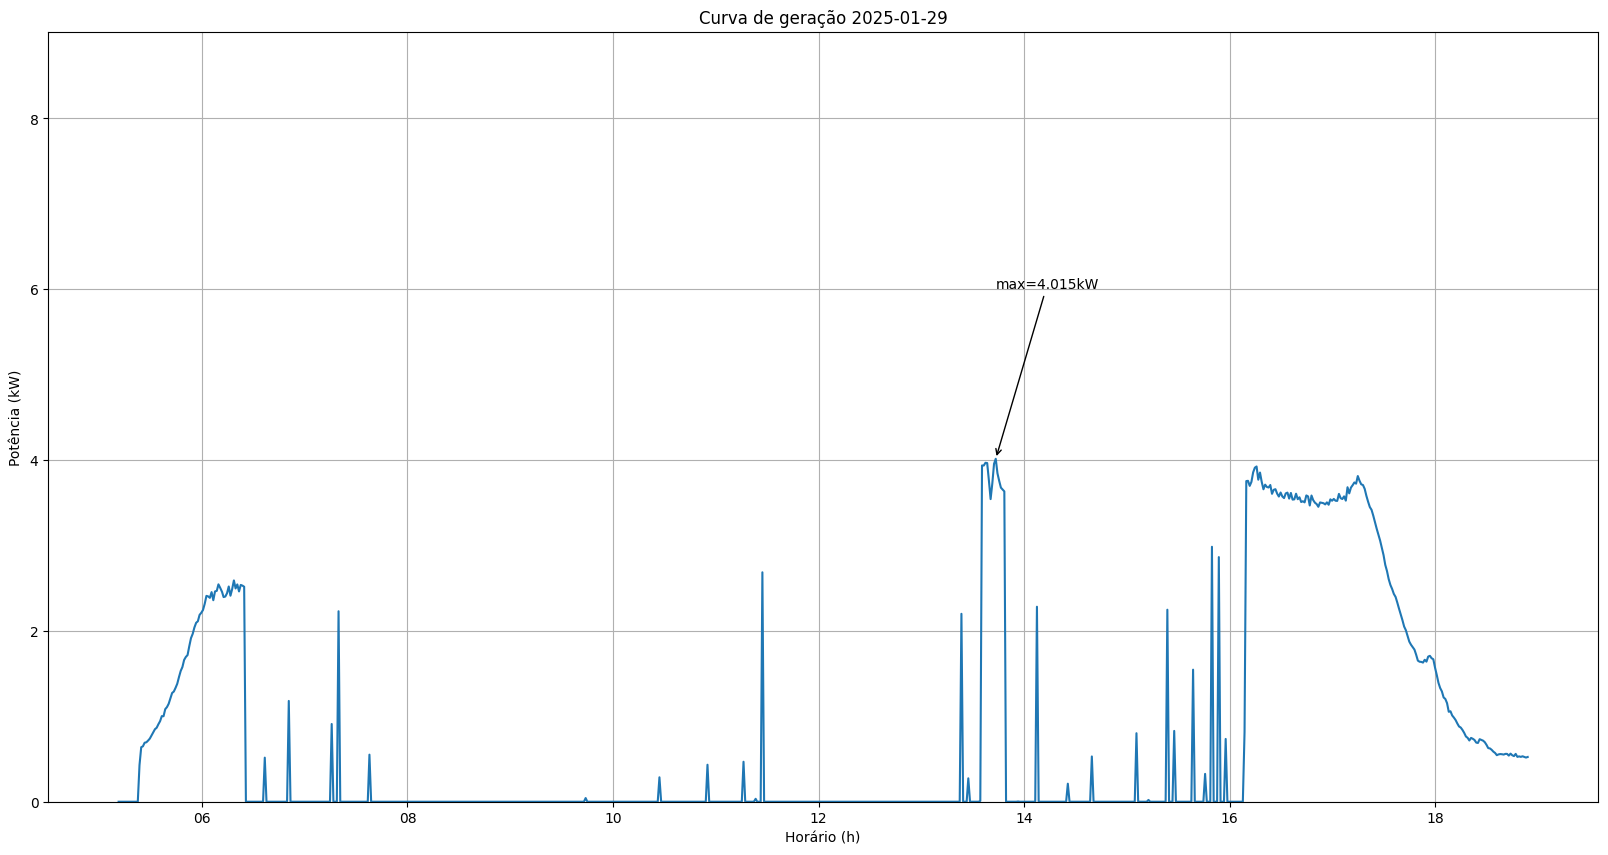 Curva de geração 2025-01-29
8
6
4
2
0
Potência (kW)
max=4.015kW
06 08 10 12 14 16 18
Horário (h)